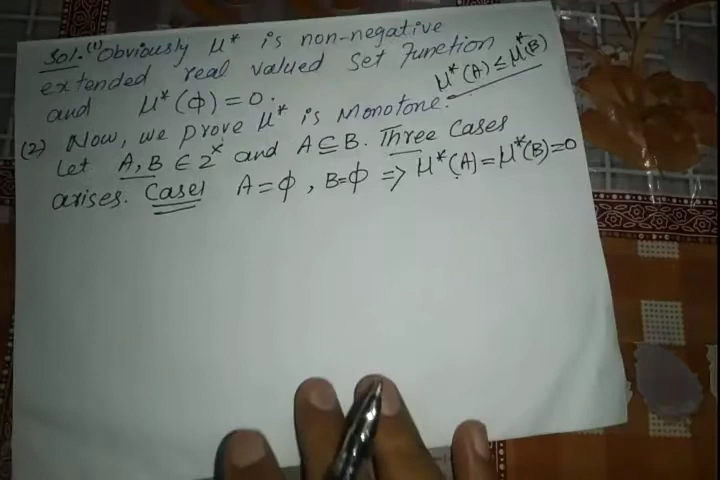 Sol. (1) Obviously μ* is non-negative
extended real valued set function
and μ*(ϕ) = 0.
μ*(A) ≤ μ*(B)
(2) Now, we prove μ* is Monotone.
Let A, B ∈ 2^x and A ⊆ B. Three Cases
arises. Case1 A = ϕ , B = ϕ => μ*(A) = μ*(B) = 0